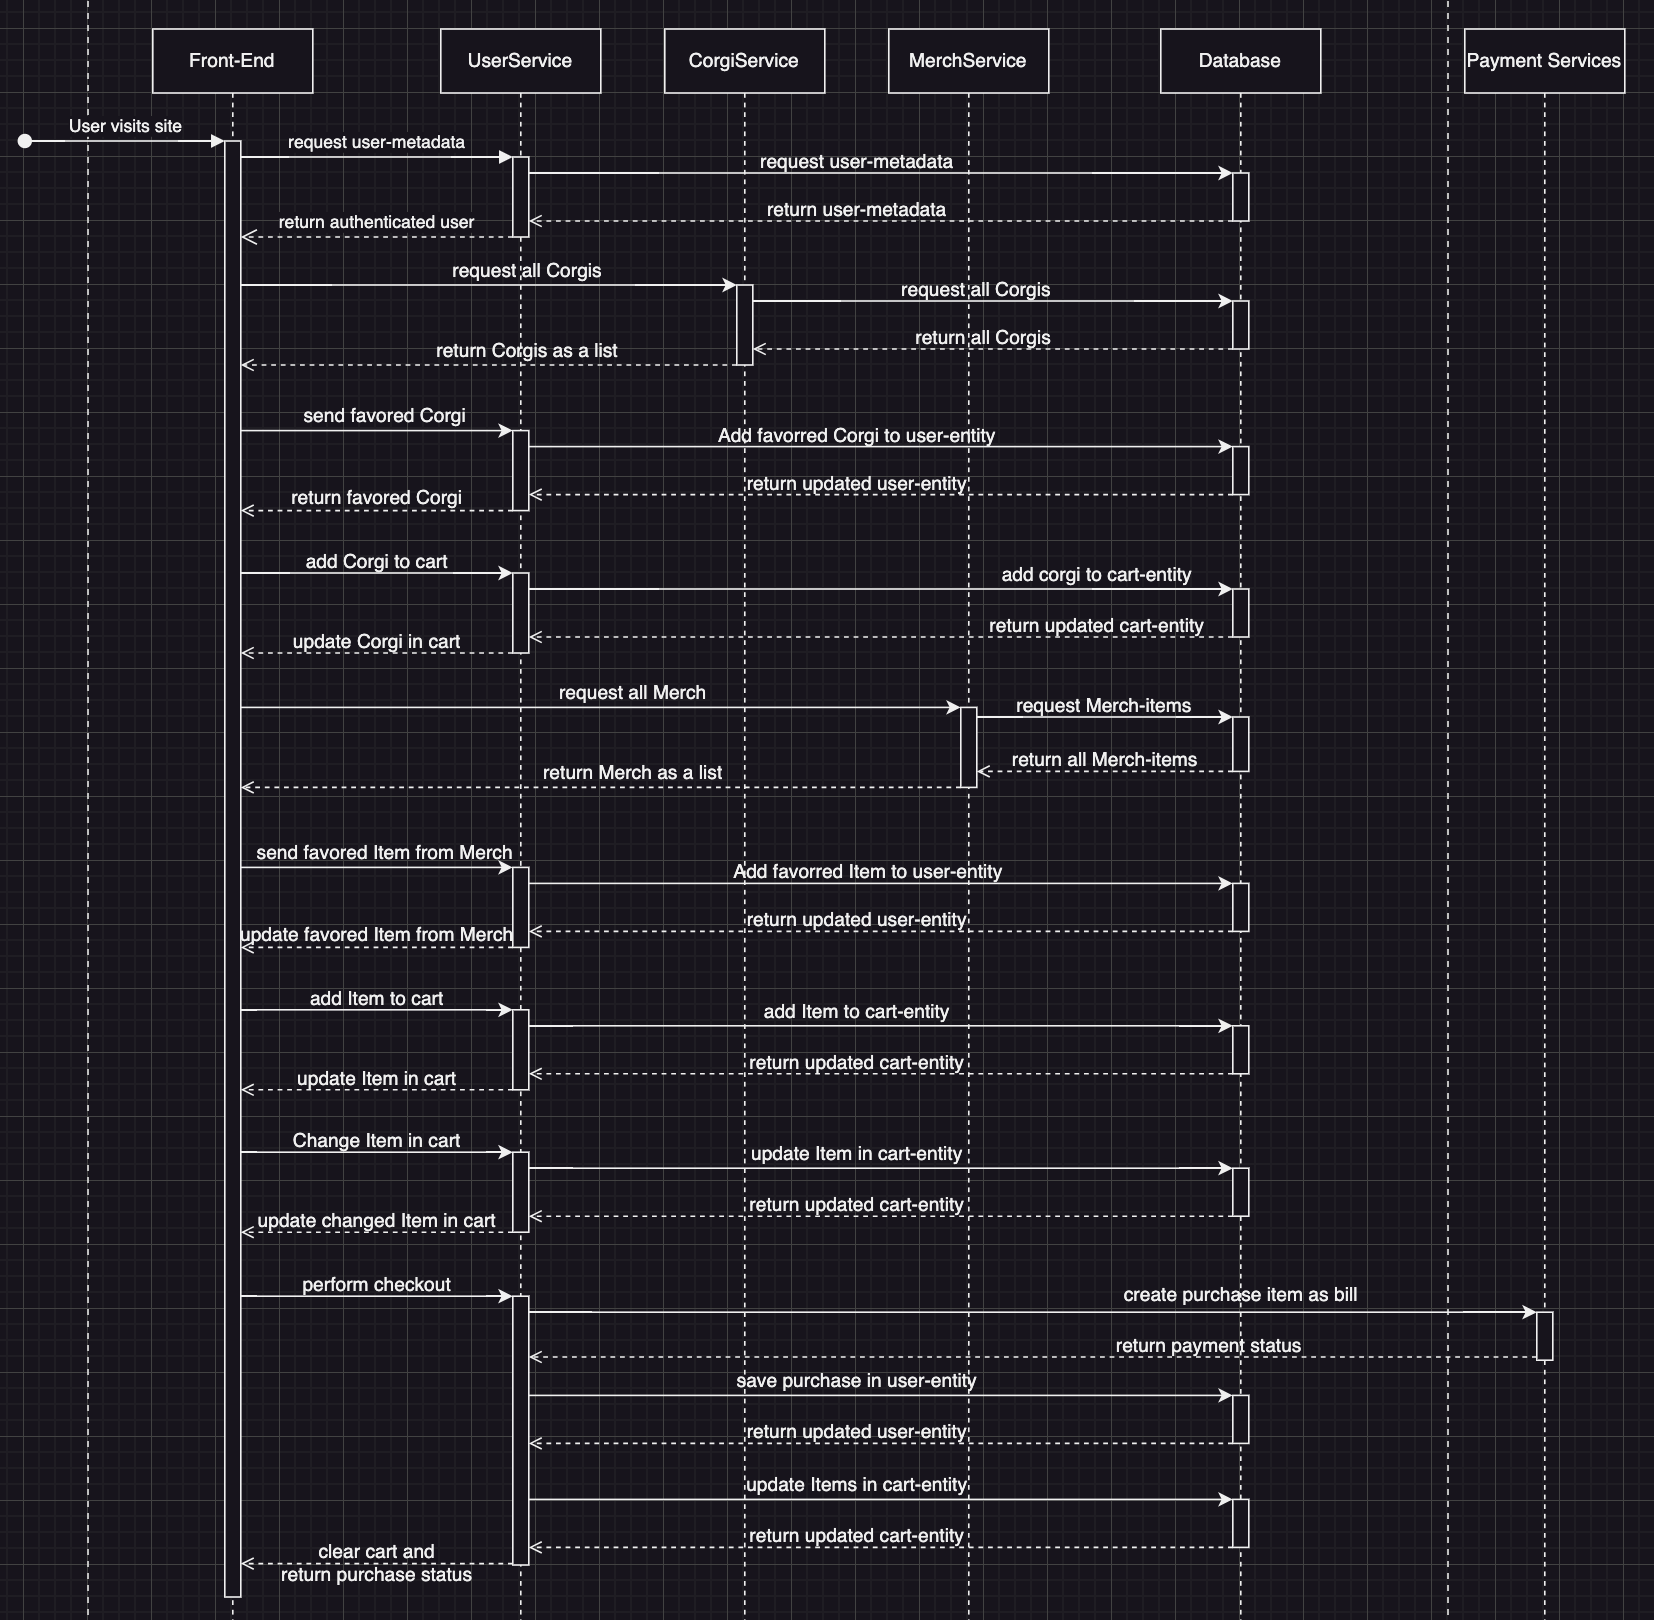 Front-End
UserService
CorgiService
MerchService
Database
Payment Services
User visits site
request user-metadata
request user-metadata
return user-metadata
return authenticated user
request all Corgis
request all Corgis
return all Corgis
return Corgis as a list
send favored Corgi
Add favorred Corgi to user-entity
return updated user-entity
return favored Corgi
add Corgi to cart
add corgi to cart-entity
return updated cart-entity
update Corgi in cart
request all Merch
request Merch-items
return all Merch-items
return Merch as a list
send favored Item from Merch
Add favorred Item to user-entity
return updated user-entity
update favored Item from Merch
add Item to cart
add Item to cart-entity
return updated cart-entity
update Item in cart
Change Item in cart
update Item in cart-entity
return updated cart-entity
update changed Item in cart
perform checkout
create purchase item as bill
return payment status
save purchase in user-entity
return updated user-entity
update Items in cart-entity
return updated cart-entity
clear cart and
return purchase status